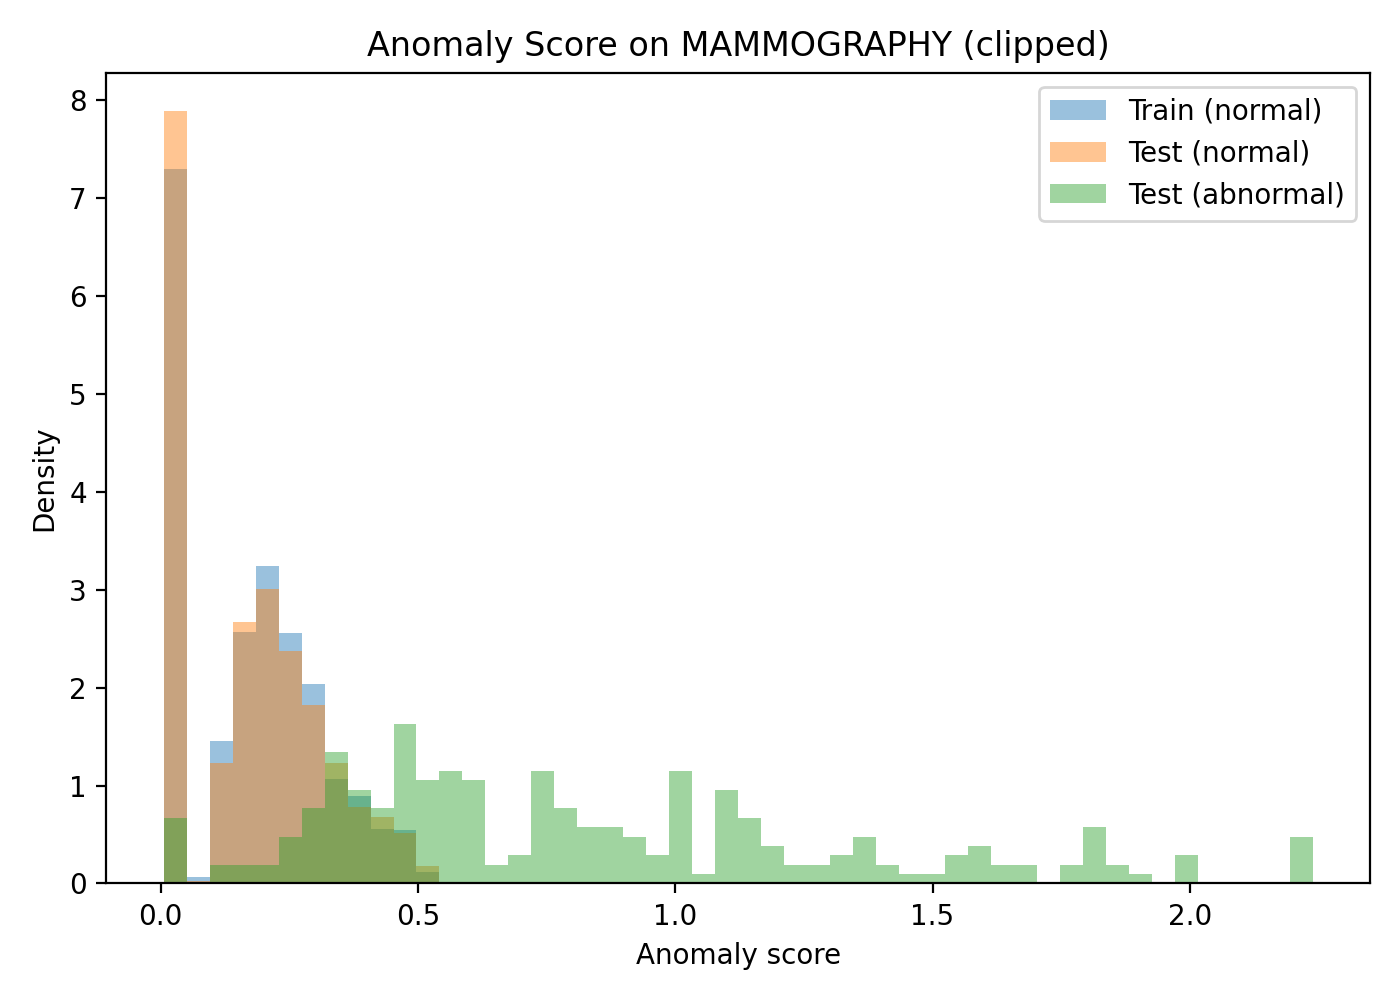 Anomaly Score on MAMMOGRAPHY (clipped)
Train (normal)
Test (normal)
Test (abnormal)
8
7
6
5
4
3
2
1
0
Density
0.0 0.5 1.0 1.5 2.0
Anomaly score